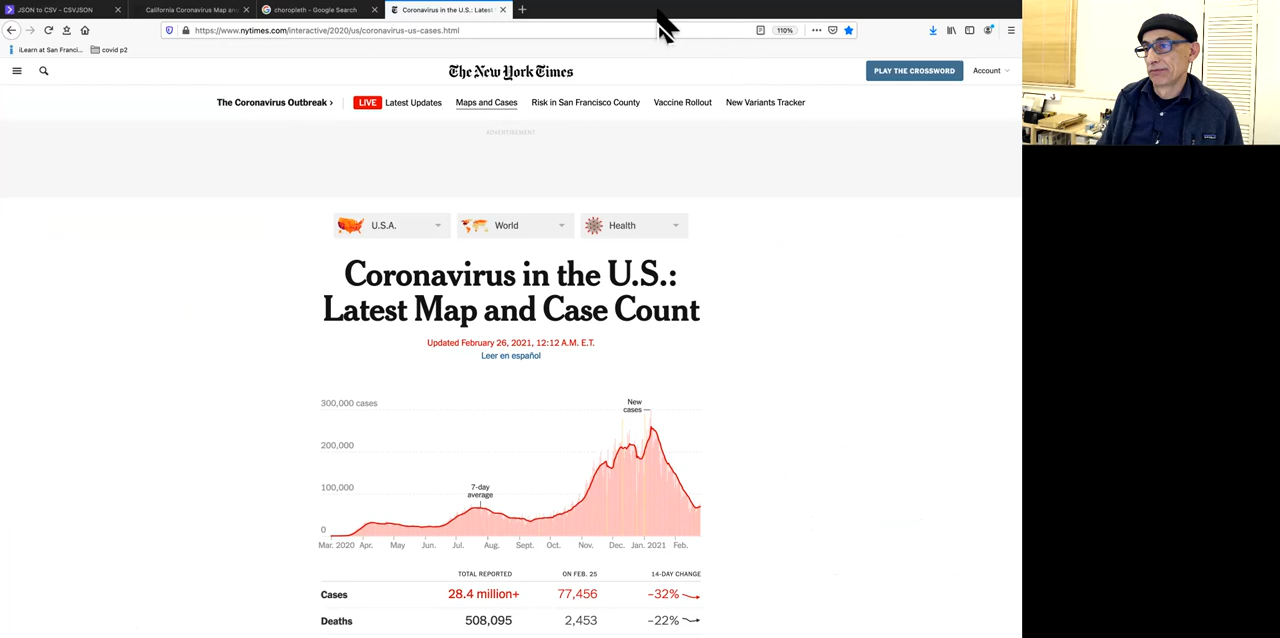 JSON to CSV - CSVJSON
California Coronavirus Map an
choropleth - Google Search
Coronavirus in the U.S.: Latest
https://www.nytimes.com/interactive/2020/us/coronavirus-us-cases.html
110%
iLearn at San Franci...
covid p2
The New York Times
PLAY THE CROSSWORD
Account
The Coronavirus Outbreak ›
LIVE Latest Updates
Maps and Cases
Risk in San Francisco County
Vaccine Rollout
New Variants Tracker
ADVERTISEMENT
U.S.A.
World
Health
Coronavirus in the U.S.:
Latest Map and Case Count
Updated February 26, 2021, 12:12 A.M. E.T.
Leer en español
300,000 cases
New
cases
200,000
100,000
7-day
average
0
Mar. 2020 Apr. May Jun. Jul. Aug. Sept. Oct. Nov. Dec. Jan. 2021 Feb.
TOTAL REPORTED ON FEB. 25 14-DAY CHANGE
Cases 28.4 million+ 77,456 –32%
Deaths 508,095 2,453 –22%